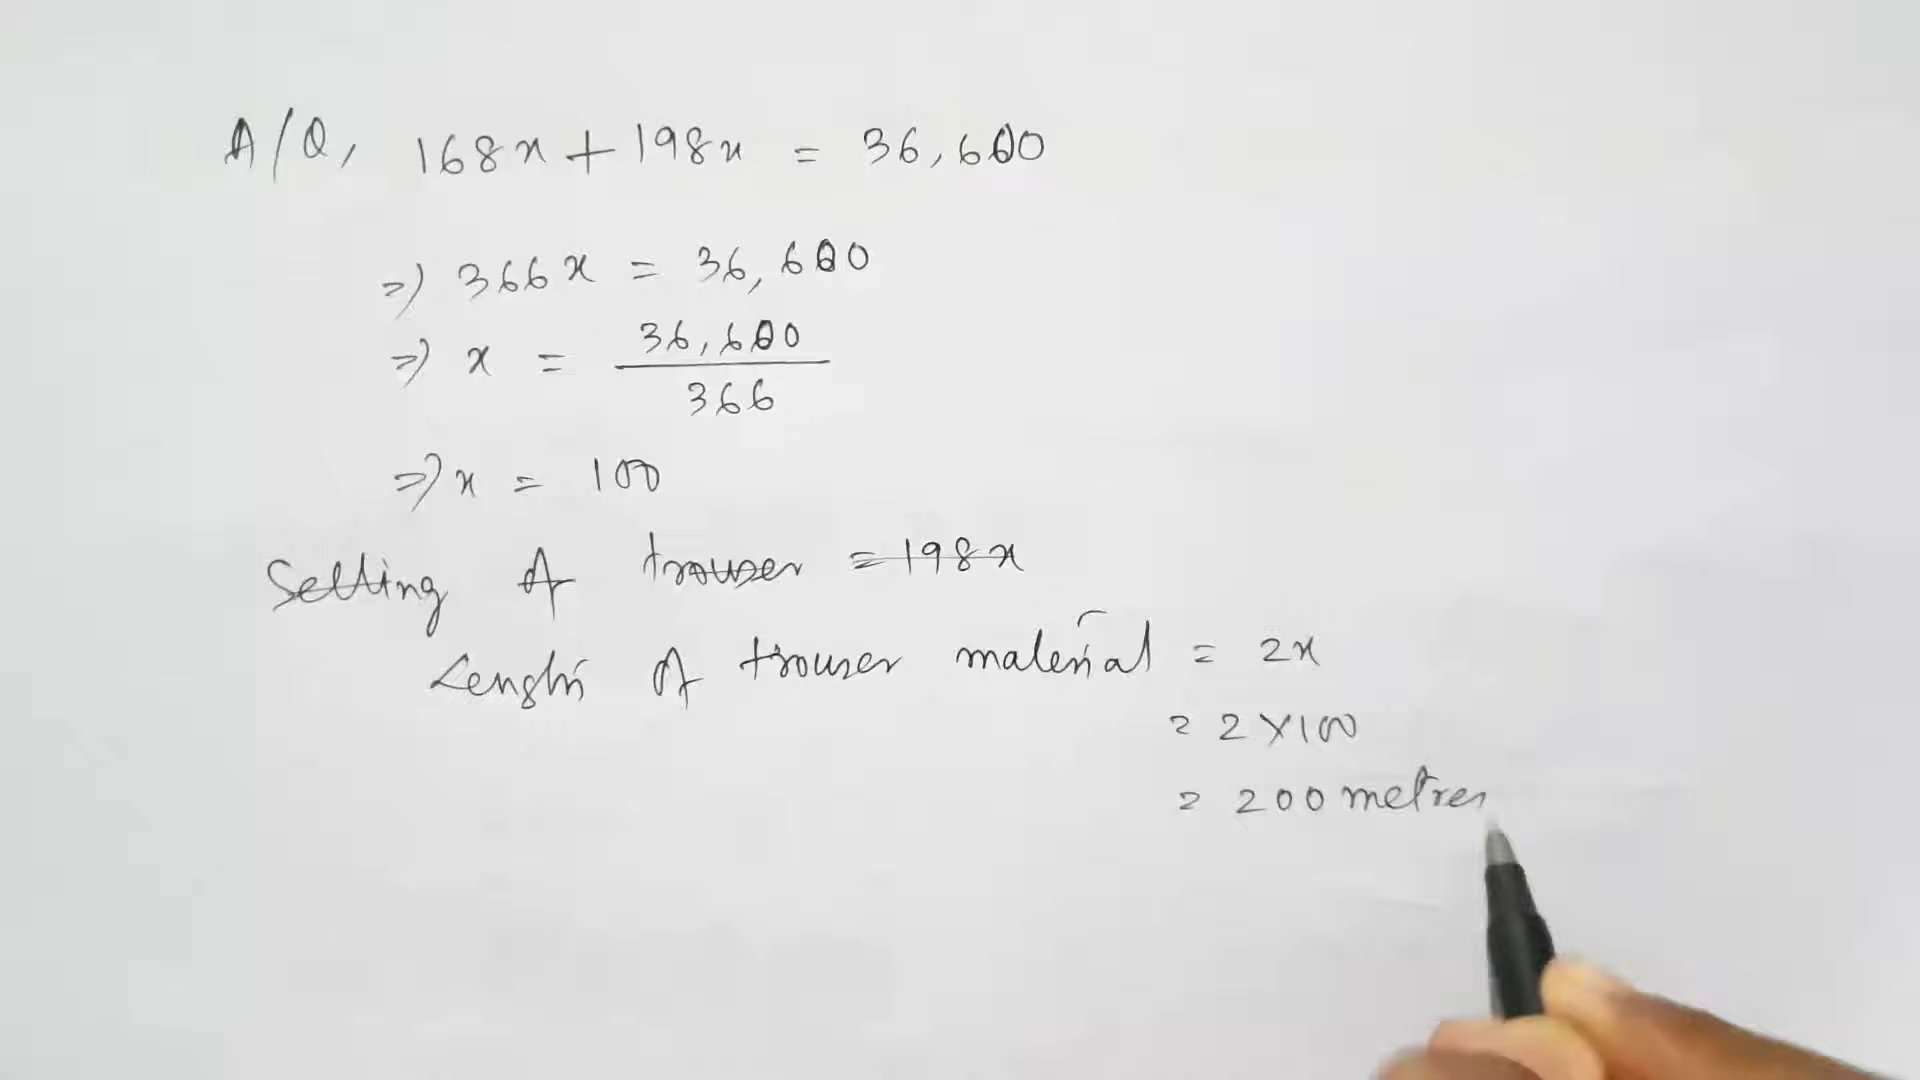 A/Q, 168x + 198x = 36,600
=> 366x = 36,600
=> x = 36,600
366
=> x = 100
Selling of trouser = 198x
Length of trouser material = 2x
= 2 × 100
= 200 metres